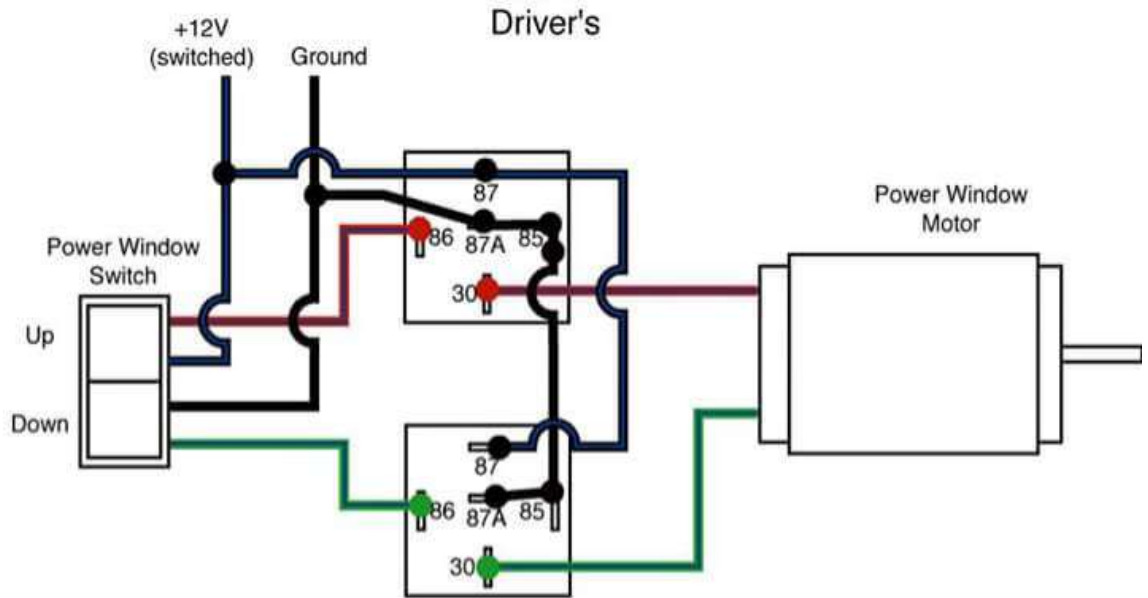 Driver's
+12V
(switched)
Ground
87
86
87A
85
30
Power Window
Motor
Power Window
Switch
Up
Down
87
86
87A
85
30